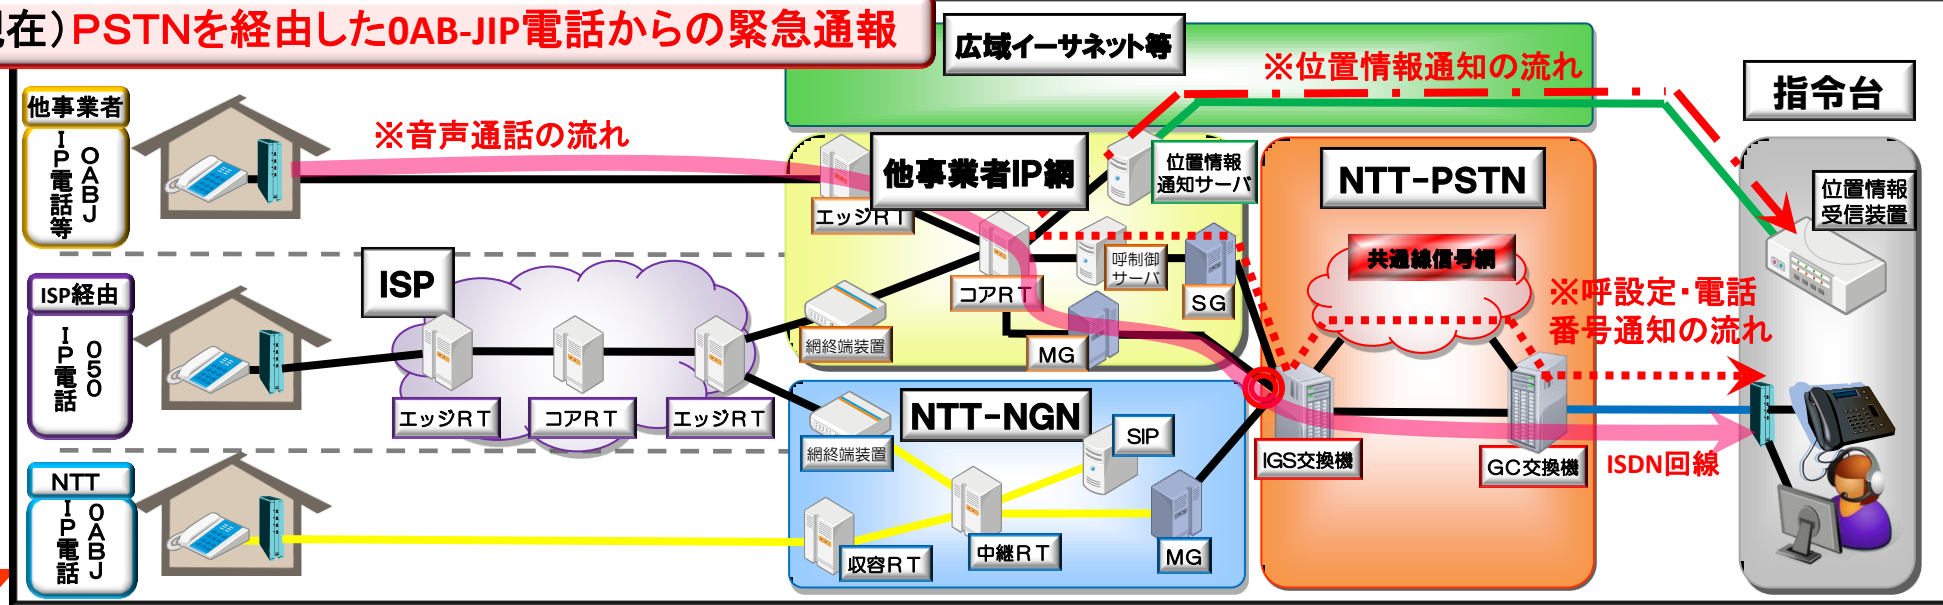 現在）PSTNを経由した0AB-JIP電話からの緊急通報
広域イーサネット等
※位置情報通知の流れ
指令台
他事業者
0ABJ
IP電話等
※音声通話の流れ
エッジRT
他事業者IP網
位置情報
通知サーバ
NTT-PSTN
位置情報
受信装置
共通線信号網
呼制御
サーバ
コアRT
SG
MG
網終端装置
※呼設定・電話
番号通知の流れ
ISP経由
050
IP電話
ISP
エッジRT
コアRT
エッジRT
NTT-NGN
網終端装置
SIP
IGS交換機
GC交換機
ISDN回線
NTT
0ABJ
IP電話
収容RT
中継RT
MG